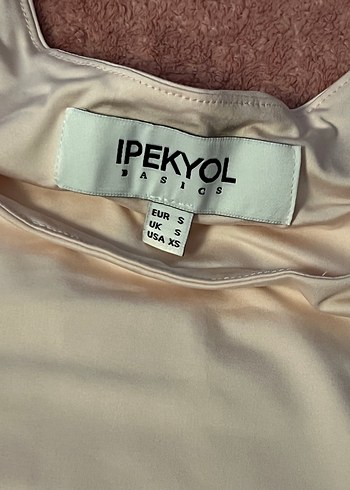 IPEKYOL
BASICS
EUR S
UK S
USA XS